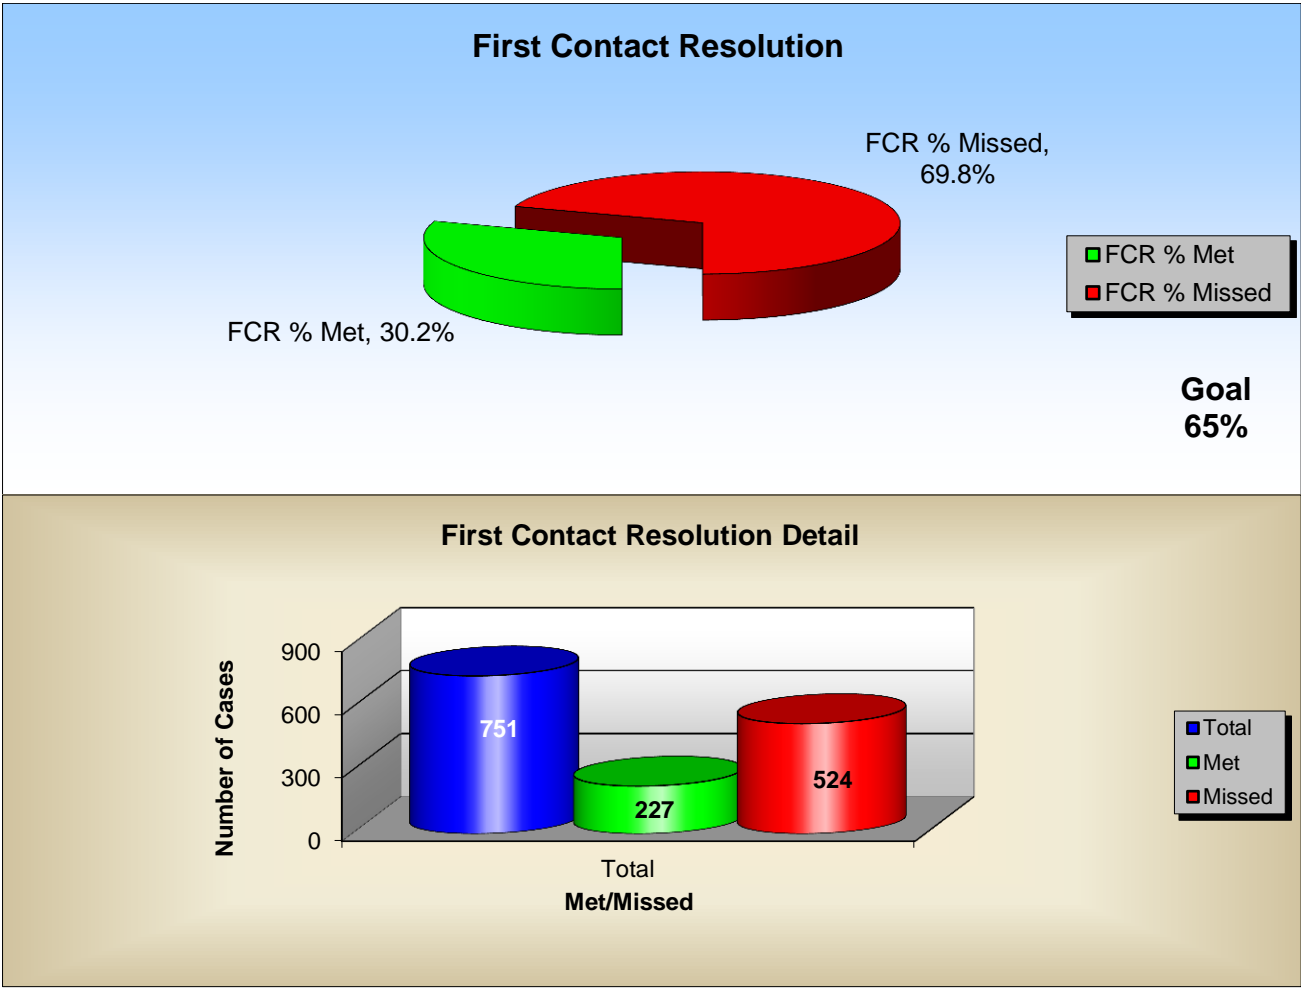 First Contact Resolution
FCR % Missed,
69.8%
FCR % Met, 30.2%
FCR % Met
FCR % Missed
Goal
65%
First Contact Resolution Detail
Number of Cases
900
600
300
0
751
227
524
Total
Met/Missed
Total
Met
Missed